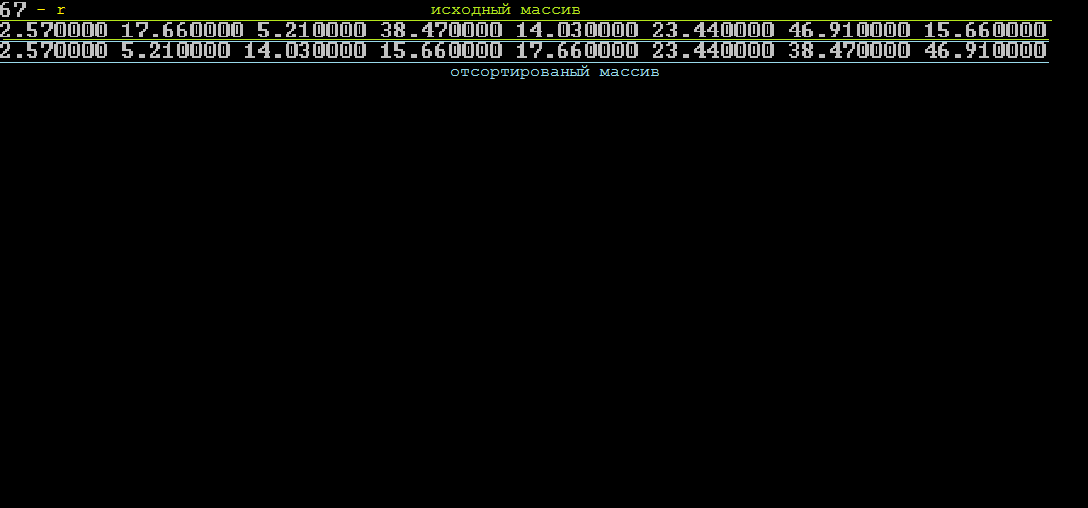 67 - r исходный массив
2.570000 17.660000 5.210000 38.470000 14.030000 23.440000 46.910000 15.660000
2.570000 5.210000 14.030000 15.660000 17.660000 23.440000 38.470000 46.910000
отсортированый массив